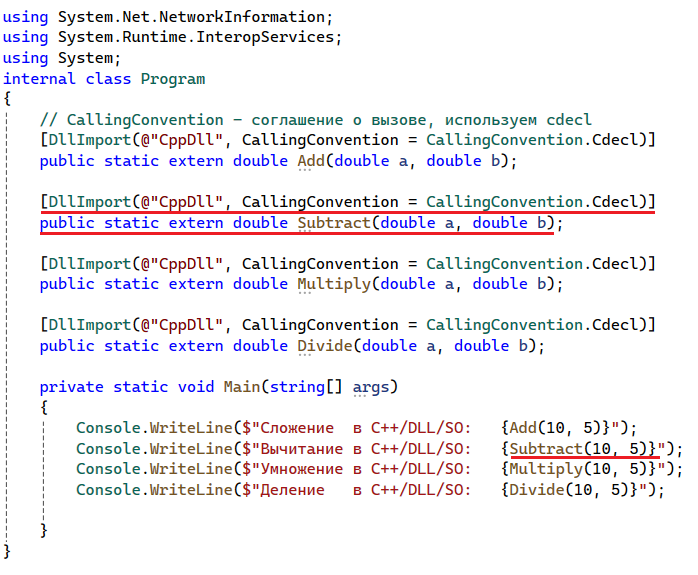 using System.Net.NetworkInformation;
using System.Runtime.InteropServices;
using System;
internal class Program
{
// CallingConvention – соглашение о вызове, используем cdecl
[DllImport(@"CppDll", CallingConvention = CallingConvention.Cdecl)]
public static extern double Add(double a, double b);
[DllImport(@"CppDll", CallingConvention = CallingConvention.Cdecl)]
public static extern double Subtract(double a, double b);
[DllImport(@"CppDll", CallingConvention = CallingConvention.Cdecl)]
public static extern double Multiply(double a, double b);
[DllImport(@"CppDll", CallingConvention = CallingConvention.Cdecl)]
public static extern double Divide(double a, double b);
private static void Main(string[] args)
{
Console.WriteLine($"Сложение  в C++/DLL/SO:   {Add(10, 5)}");
Console.WriteLine($"Вычитание в C++/DLL/SO:   {Subtract(10, 5)}");
Console.WriteLine($"Умножение в C++/DLL/SO:   {Multiply(10, 5)}");
Console.WriteLine($"Деление   в C++/DLL/SO:   {Divide(10, 5)}");
}
}